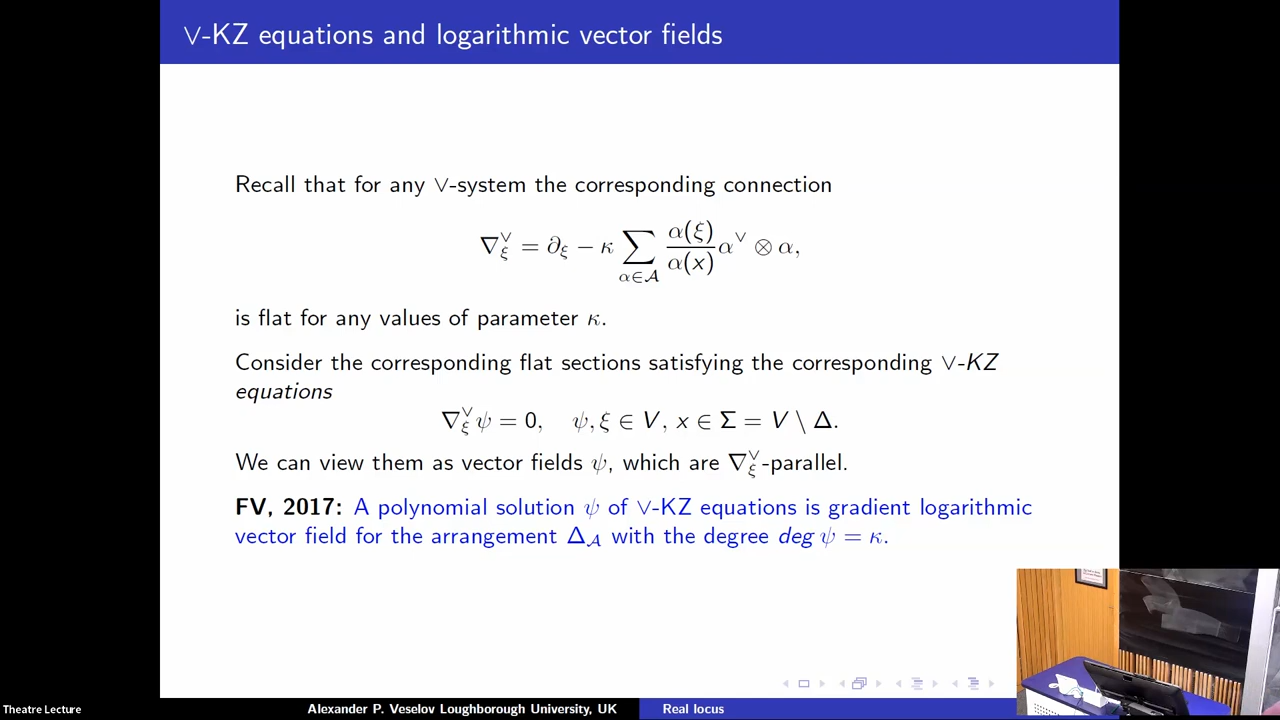 ∨-KZ equations and logarithmic vector fields
Recall that for any ∨-system the corresponding connection
∇^∨_ξ = ∂_ξ − κ ∑_{α∈𝒜} α(ξ)/α(x) α^∨ ⊗ α,
is flat for any values of parameter κ.
Consider the corresponding flat sections satisfying the corresponding ∨-KZ
equations
∇^∨_ξ ψ = 0, ψ, ξ ∈ V, x ∈ Σ = V \ Δ.
We can view them as vector fields ψ, which are ∇^∨_ξ-parallel.
FV, 2017: A polynomial solution ψ of ∨-KZ equations is gradient logarithmic
vector field for the arrangement Δ_𝒜 with the degree deg ψ = κ.
Theatre Lecture
Alexander P. Veselov Loughborough University, UK
Real locus